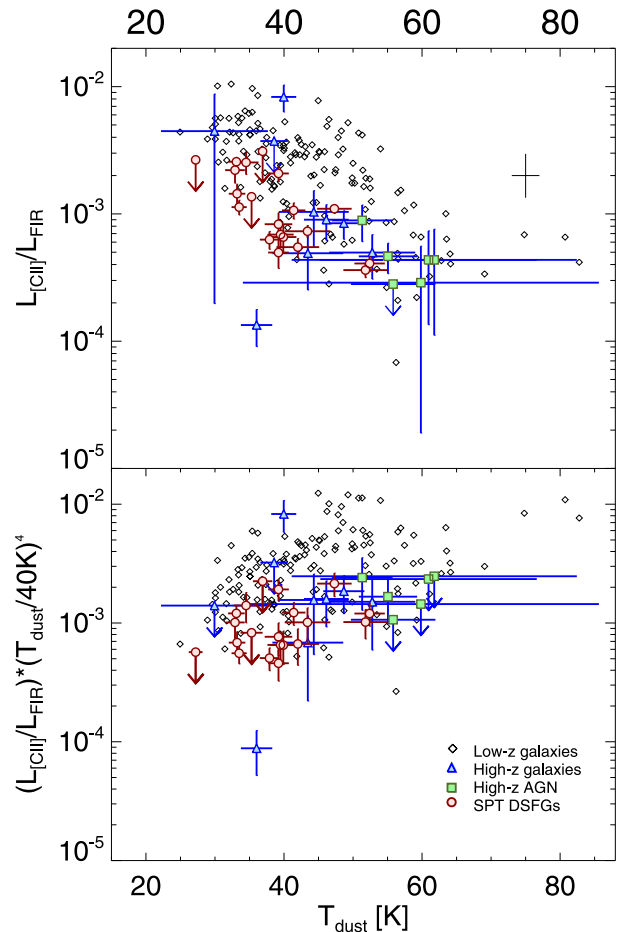 20 40 60 80
10⁻²
10⁻³
10⁻⁴
10⁻⁵
L[CII]/LFIR
10⁻²
10⁻³
10⁻⁴
10⁻⁵
(L[CII]/LFIR)*(Tdust/40K)⁴
Low-z galaxies
High-z galaxies
High-z AGN
SPT DSFGs
20 40 60 80
Tdust [K]